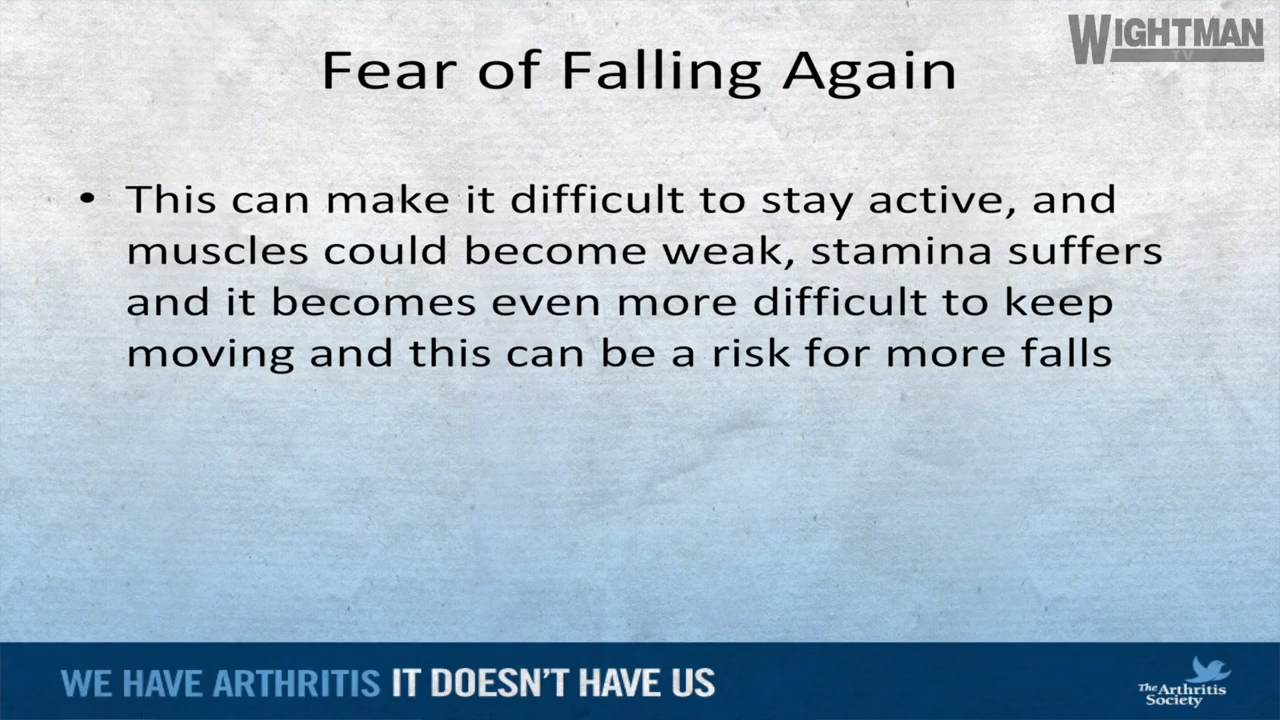 WIGHTMAN
TV
Fear of Falling Again
• This can make it difficult to stay active, and
muscles could become weak, stamina suffers
and it becomes even more difficult to keep
moving and this can be a risk for more falls
WE HAVE ARTHRITIS IT DOESN'T HAVE US
The Arthritis
Society